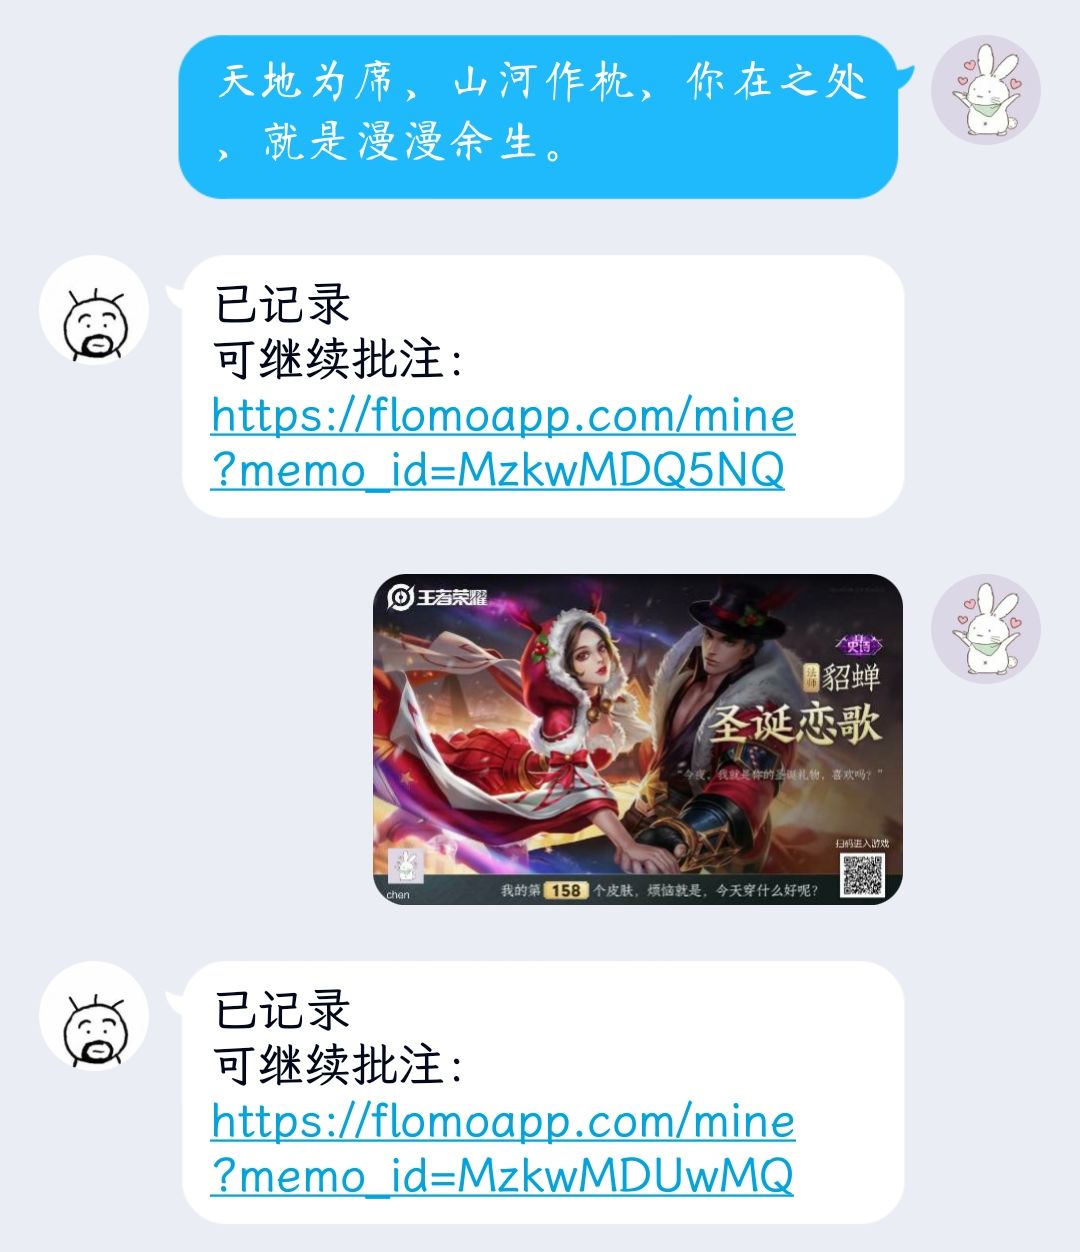 天地为席，山河作枕，你在之处
，就是漫漫余生。
已记录
可继续批注：
https://flomoapp.com/mine
?memo_id=MzkwMDQ5NQ
王者荣耀
史诗
法师
貂蝉
圣诞恋歌
“今夜，我就是你的圣诞礼物，喜欢吗？”
扫码进入游戏
chen
我的第158个皮肤，烦恼就是，今天穿什么好呢？
已记录
可继续批注：
https://flomoapp.com/mine
?memo_id=MzkwMDUwMQ